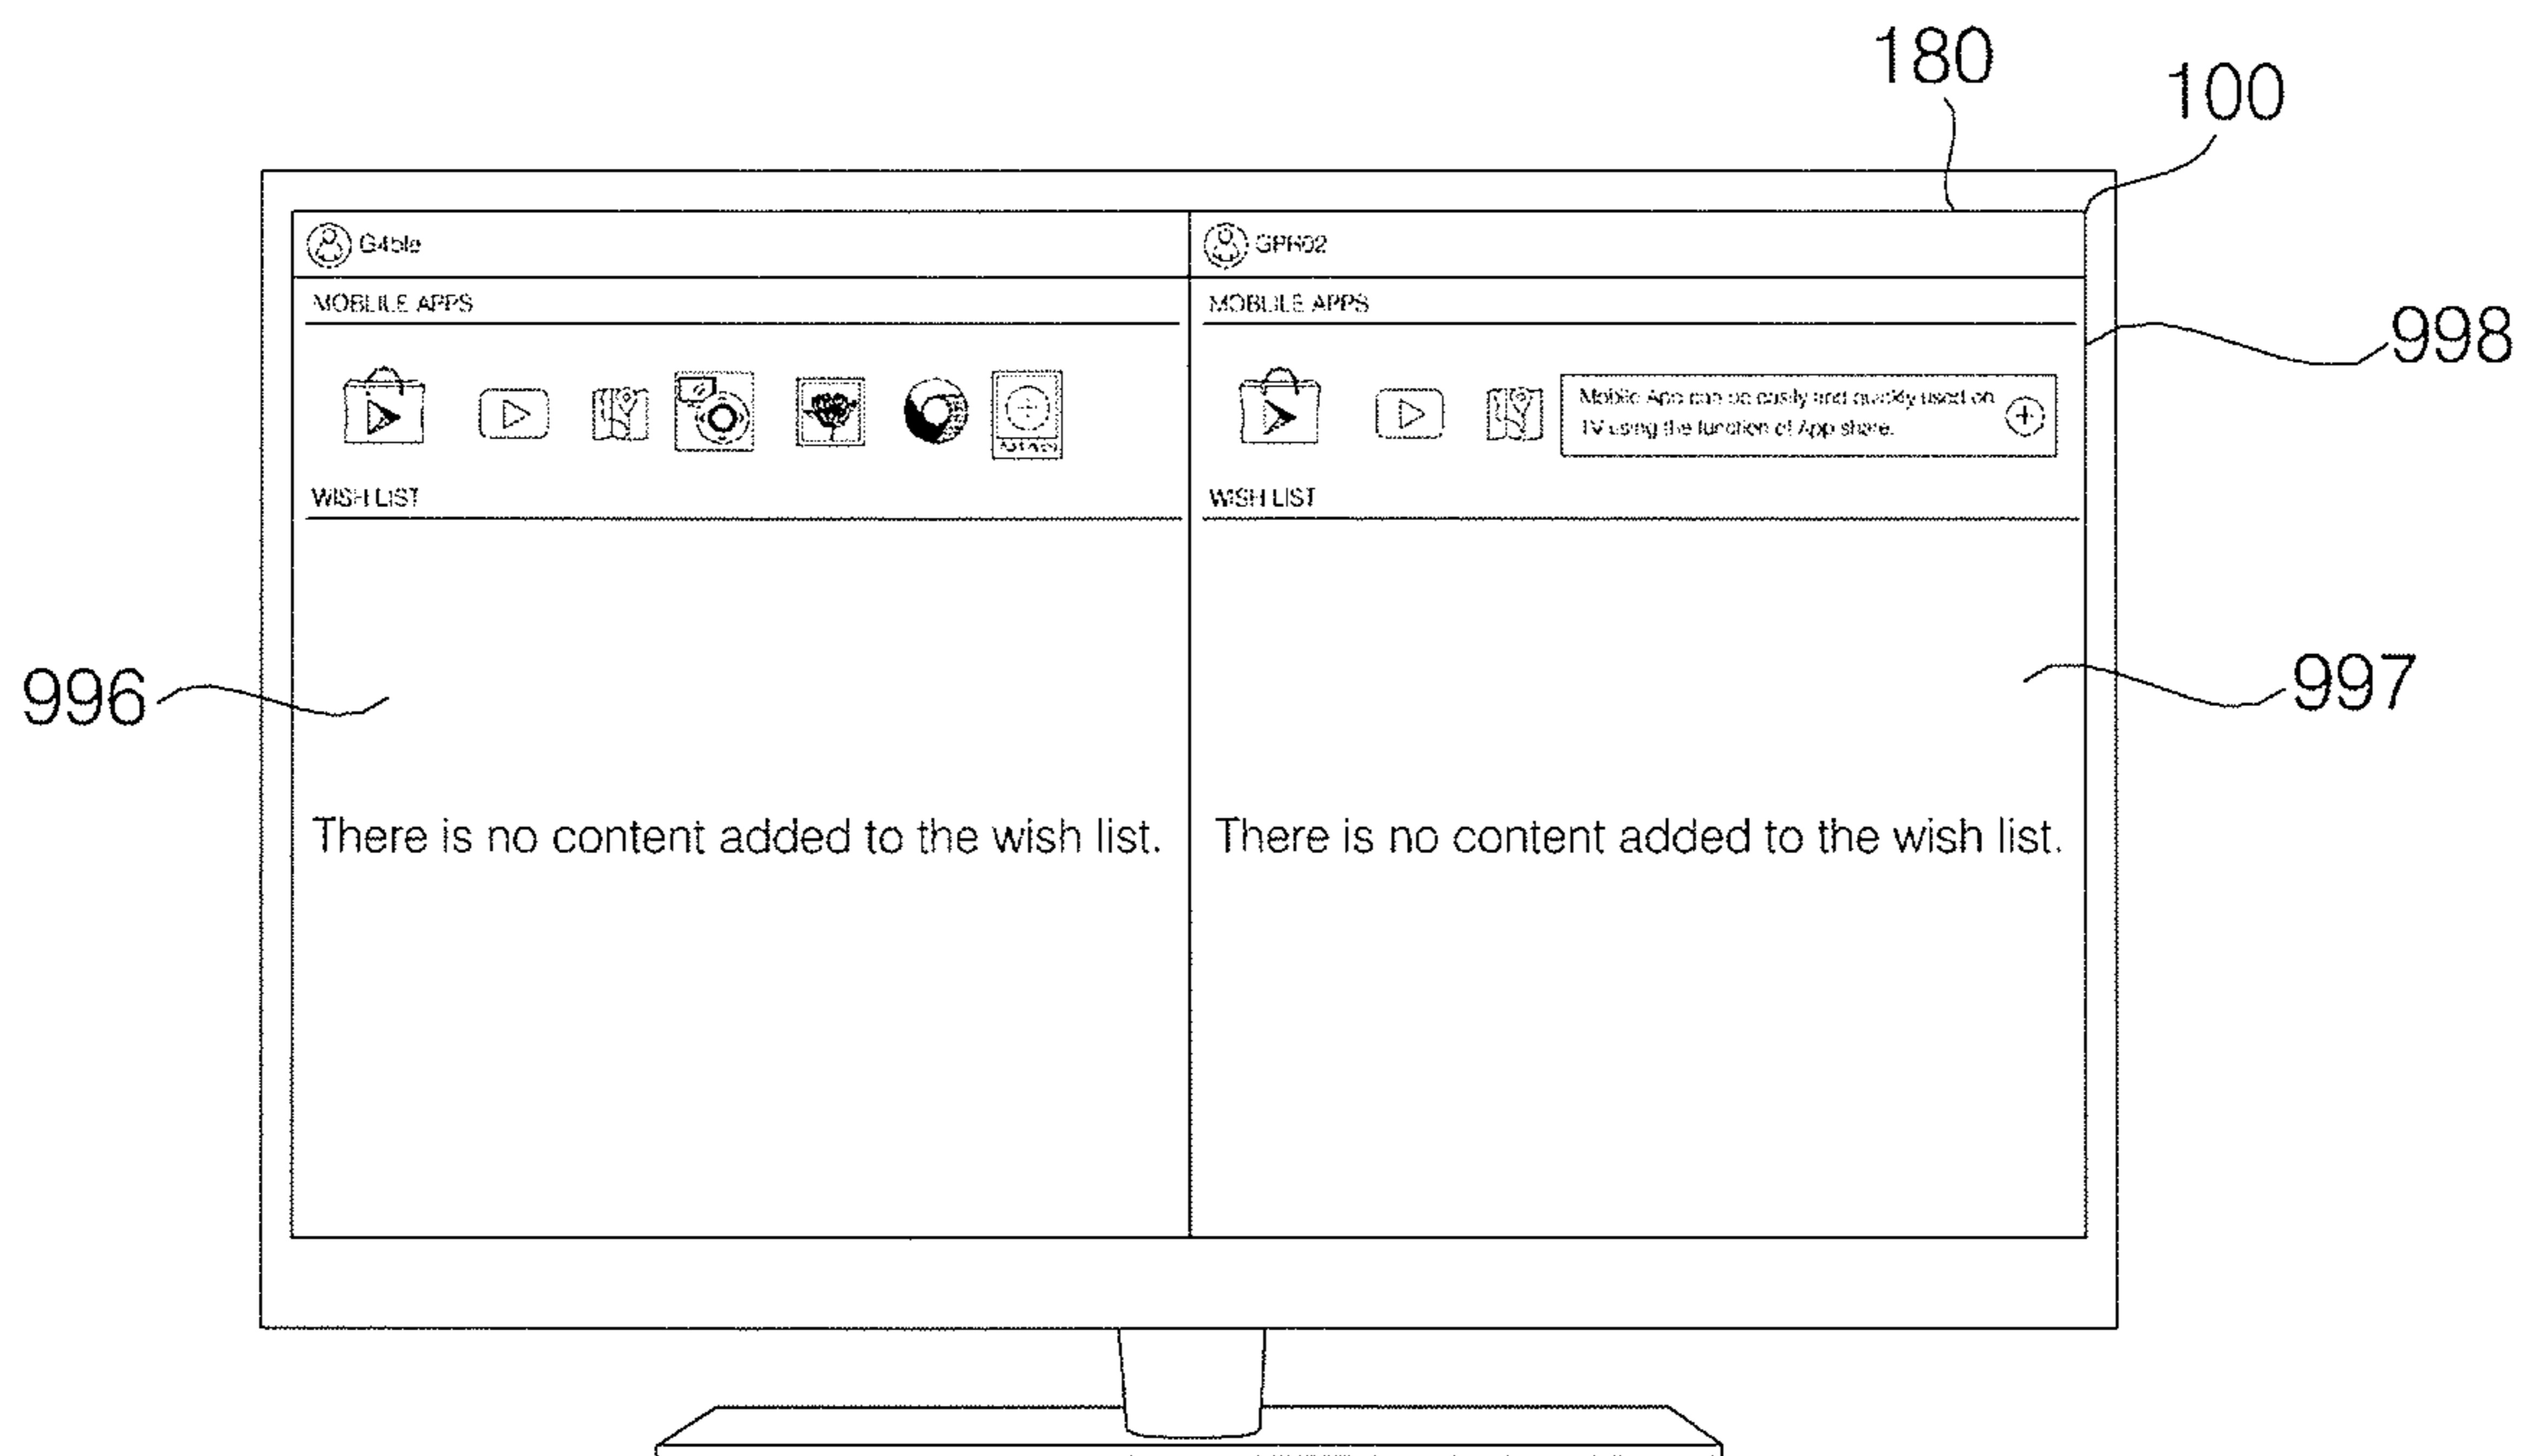 180
100
G4ble
GPR02
MOBLILE APPS
MOBLILE APPS
998
Mobile App can be easily and quickly used on
TV using the function of App share.
WISH LIST
WISH LIST
996
997
There is no content added to the wish list.
There is no content added to the wish list.